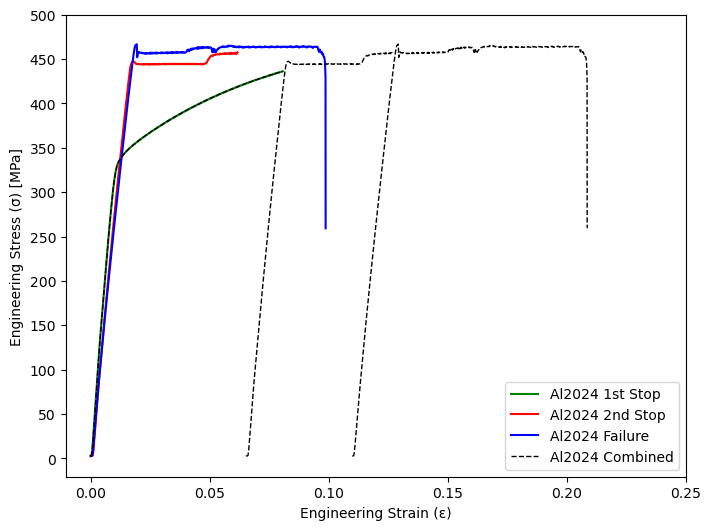 500
450
400
350
300
250
200
150
100
50
0
Engineering Stress (σ) [MPa]
0.00 0.05 0.10 0.15 0.20 0.25
Engineering Strain (ε)
Al2024 1st Stop
Al2024 2nd Stop
Al2024 Failure
Al2024 Combined